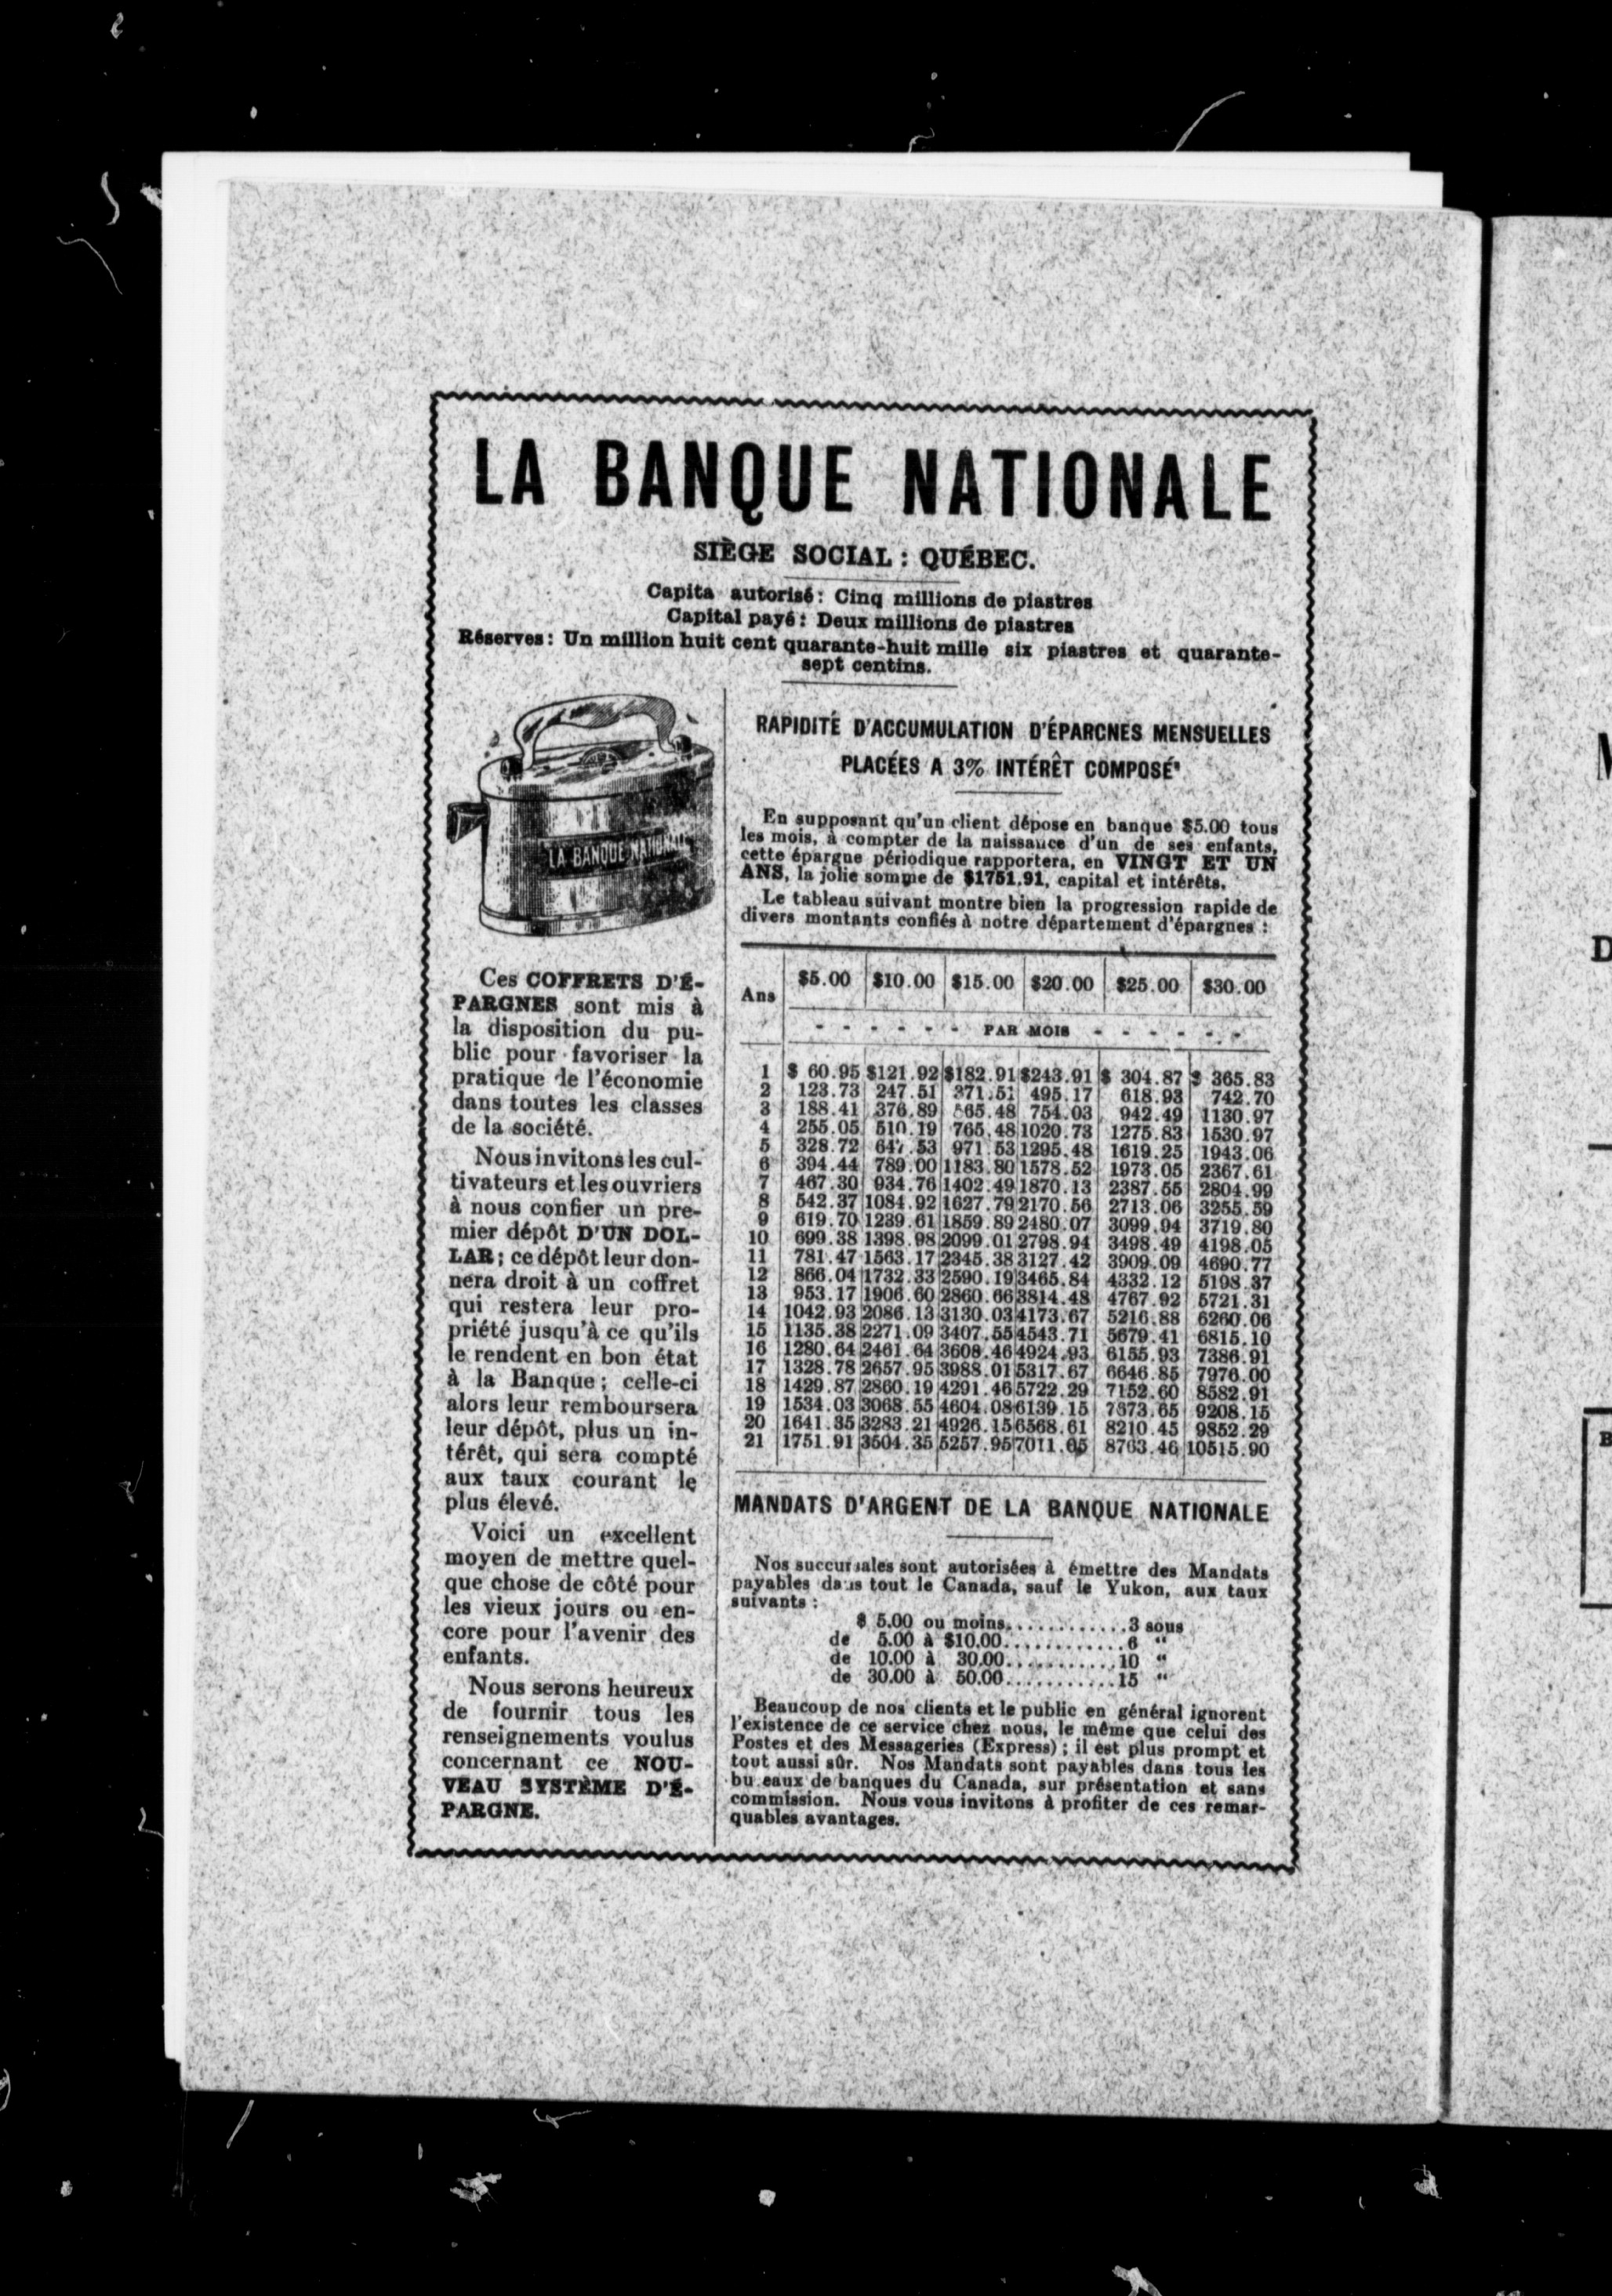 LA BANQUE NATIONALE
SIÈGE SOCIAL : QUÉBEC.
Capita autorisé : Cinq millions de piastres
Capital payé : Deux millions de piastres
Réserves : Un million huit cent quarante-huit mille six piastres et quarante-
sept centins.
LA BANQUE NATIONALE
Ces COFFRETS D'É-
PARGNES sont mis à
la disposition du pu-
blic pour favoriser la
pratique de l'économie
dans toutes les classes
de la société.
Nous invitons les cul-
tivateurs et les ouvriers
à nous confier un pre-
mier dépôt D'UN DOL-
LAR ; ce dépôt leur don-
nera droit à un coffret
qui restera leur pro-
priété jusqu'à ce qu'ils
le rendent en bon état
à la Banque ; celle-ci
alors leur remboursera
leur dépôt, plus un in-
térêt, qui sera compté
aux taux courant le
plus élevé.
Voici un excellent
moyen de mettre quel-
que chose de côté pour
les vieux jours ou en-
core pour l'avenir des
enfants.
Nous serons heureux
de fournir tous les
renseignements voulus
concernant ce NOU-
VEAU SYSTÈME D'É-
PARGNE.
RAPIDITÉ D'ACCUMULATION D'ÉPARGNES MENSUELLES
PLACÉES A 3% INTÉRÊT COMPOSÉ
En supposant qu'un client dépose en banque $5.00 tous
les mois, à compter de la naissance d'un de ses enfants,
cette épargne périodique rapportera, en VINGT ET UN
ANS, la jolie somme de $1751.91, capital et intérêts.
Le tableau suivant montre bien la progression rapide de
divers montants confiés à notre département d'épargnes :
Ans $5.00 $10.00 $15.00 $20.00 $25.00 $30.00
- - - - - - PAR MOIS - - - - - -
1 $ 60.95 $121.92 $182.91 $243.91 $ 304.87 $ 365.83
2 123.73 247.51 371.51 495.17 618.93 742.70
3 188.41 376.89 65.48 754.03 942.49 1130.97
4 255.05 510.19 765.48 1020.73 1275.83 1530.97
5 328.72 647.53 971.53 1295.48 1619.25 1943.06
6 394.44 789.00 1183.80 1578.52 1973.05 2367.61
7 467.30 934.76 1402.49 1870.13 2387.55 2804.99
8 542.37 1084.92 1627.79 2170.56 2713.06 3255.59
9 619.70 1239.61 1859.89 2480.07 3099.94 3719.80
10 699.38 1398.98 2099.01 2798.94 3498.49 4198.05
11 781.47 1563.17 2345.38 3127.42 3909.09 4690.77
12 866.04 1732.33 2590.19 3465.84 4332.12 5198.37
13 953.17 1906.60 2860.66 3814.48 4767.92 5721.31
14 1042.93 2086.13 3130.03 4173.67 5216.88 6260.06
15 1135.38 2271.09 3407.55 4543.71 5679.41 6815.10
16 1280.64 2461.64 3608.46 4924.93 6155.93 7386.91
17 1328.78 2657.95 3988.01 5317.67 6646.85 7976.00
18 1429.87 2860.19 4291.46 5722.29 7152.60 8582.91
19 1534.03 3068.55 4604.08 6139.15 7673.65 9208.15
20 1641.35 3283.21 4926.15 6568.61 8210.45 9852.29
21 1751.91 3504.35 5257.95 7011.65 8763.46 10515.90
MANDATS D'ARGENT DE LA BANQUE NATIONALE
Nos succursales sont autorisées à émettre des Mandats
payables dans tout le Canada, sauf le Yukon, aux taux
suivants :
$ 5.00 ou moins............3 sous
de 5.00 à $10.00............6 "
de 10.00 à 30.00...........10 "
de 30.00 à 50.00...........15 "
Beaucoup de nos clients et le public en général ignorent
l'existence de ce service chez nous, le même que celui des
Postes et des Messageries (Express) ; il est plus prompt et
tout aussi sûr. Nos Mandats sont payables dans tous les
bu eaux de banques du Canada, sur présentation et sans
commission. Nous vous invitons à profiter de ces remar-
quables avantages.